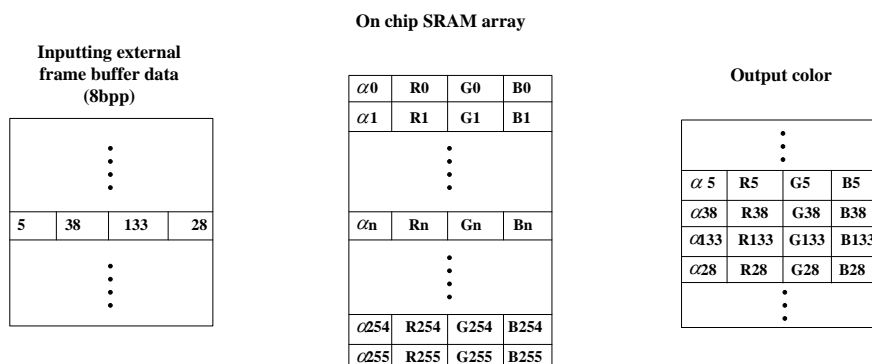 On chip SRAM array
Inputting external
frame buffer data
(8bpp)
Output color
5 38 133 28
α0 R0 G0 B0
α1 R1 G1 B1
αn Rn Gn Bn
α254 R254 G254 B254
α255 R255 G255 B255
α 5 R5 G5 B5
α38 R38 G38 B38
α133 R133 G133 B133
α28 R28 G28 B28